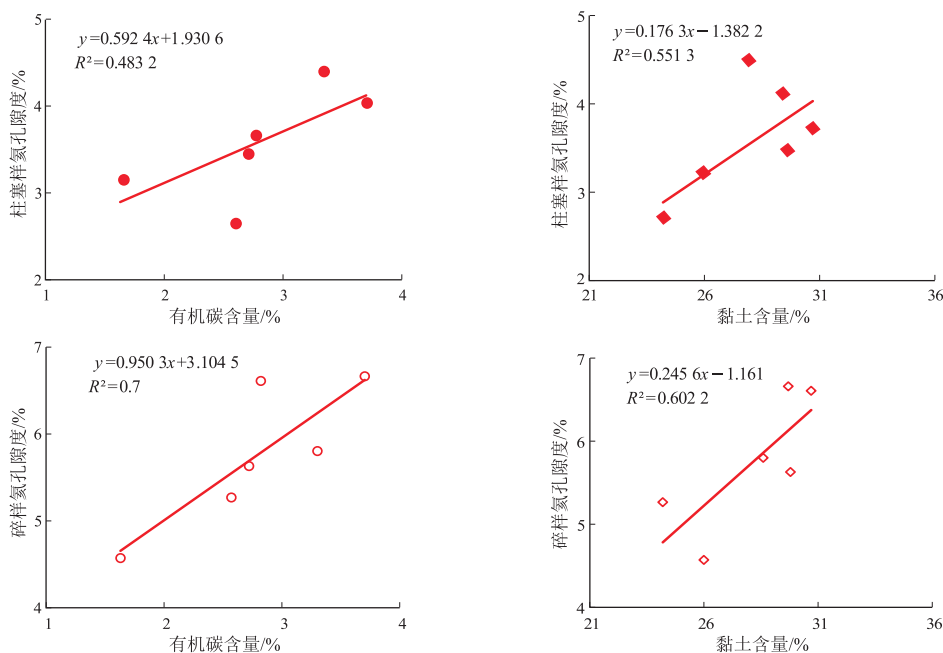 5
4
3
2
y=0.592 4x+1.930 6
R²=0.483 2
柱塞样氦孔隙度/%
1
2
3
4
有机碳含量/%
5
4
3
2
y=0.176 3x−1.382 2
R²=0.551 3
柱塞样氦孔隙度/%
21
26
31
36
黏土含量/%
7
6
5
4
y=0.950 3x+3.104 5
R²=0.7
碎样氦孔隙度/%
1
2
3
4
有机碳含量/%
7
6
5
4
y=0.245 6x−1.161
R²=0.602 2
碎样氦孔隙度/%
21
26
31
36
黏土含量/%